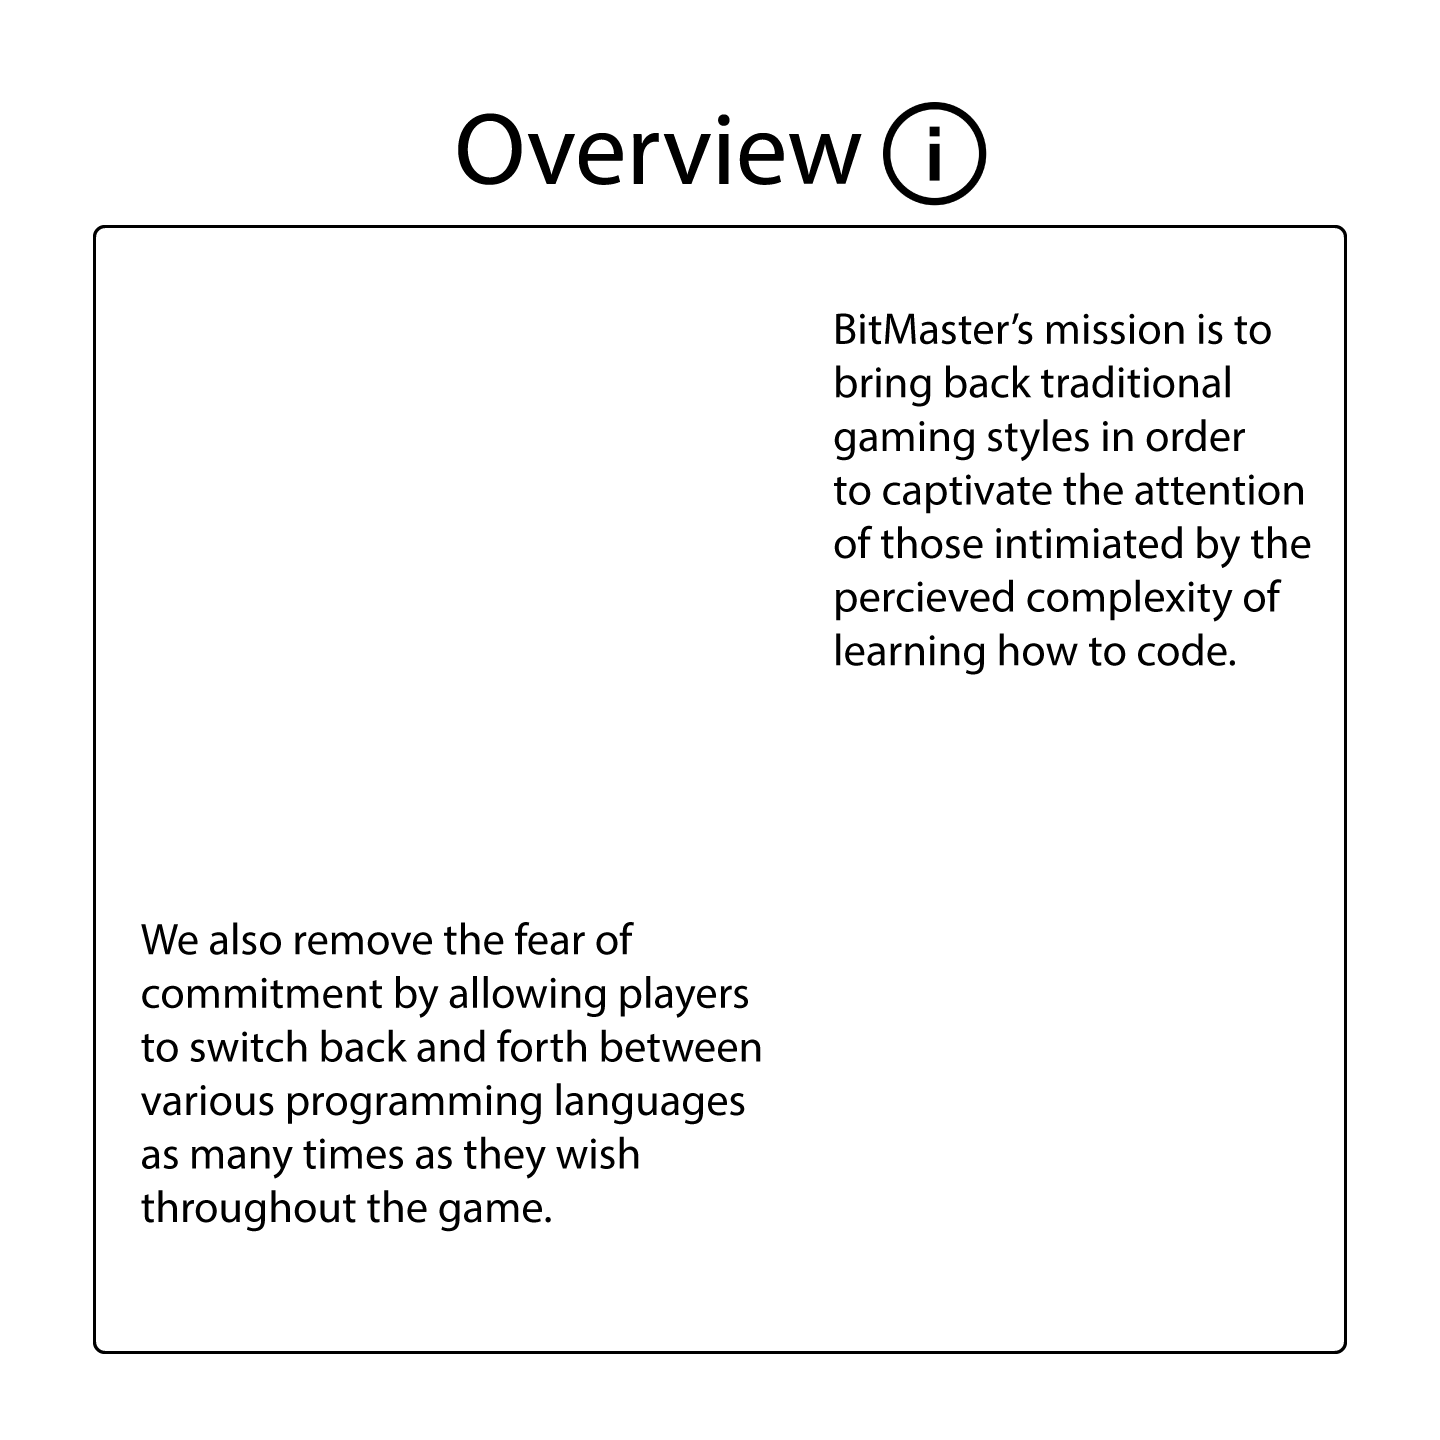 Overview i
BitMaster’s mission is to
bring back traditional
gaming styles in order
to captivate the attention
of those intimiated by the
percieved complexity of
learning how to code.
We also remove the fear of
commitment by allowing players
to switch back and forth between
various programming languages
as many times as they wish
throughout the game.